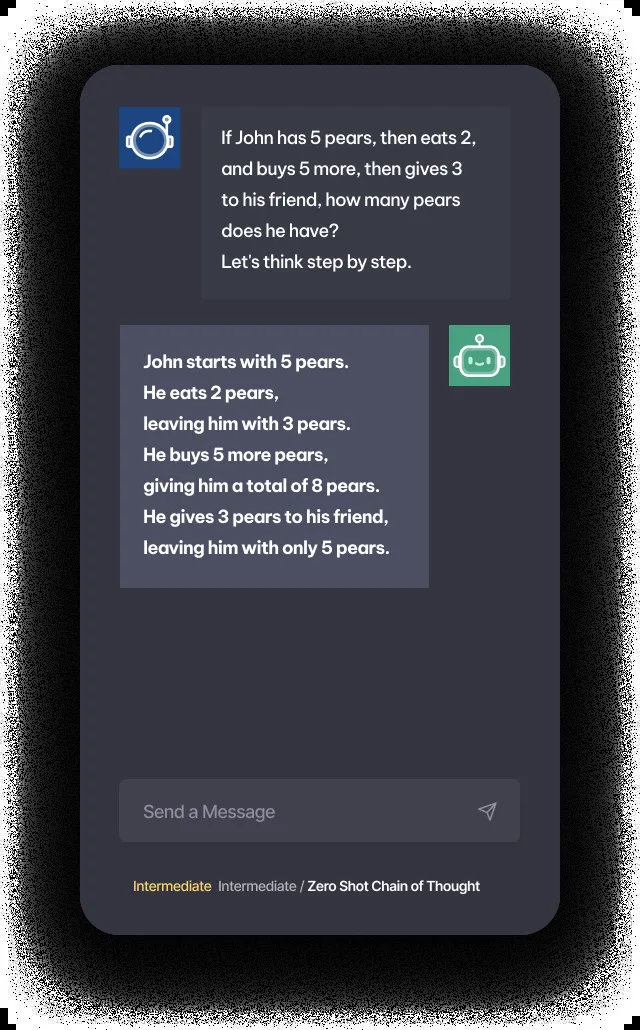 If John has 5 pears, then eats 2,
and buys 5 more, then gives 3
to his friend, how many pears
does he have?
Let's think step by step.
John starts with 5 pears.
He eats 2 pears,
leaving him with 3 pears.
He buys 5 more pears,
giving him a total of 8 pears.
He gives 3 pears to his friend,
leaving him with only 5 pears.
Send a Message
Intermediate Intermediate / Zero Shot Chain of Thought